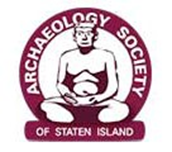 ARCHAEOLOGY SOCIETY
OF STATEN ISLAND